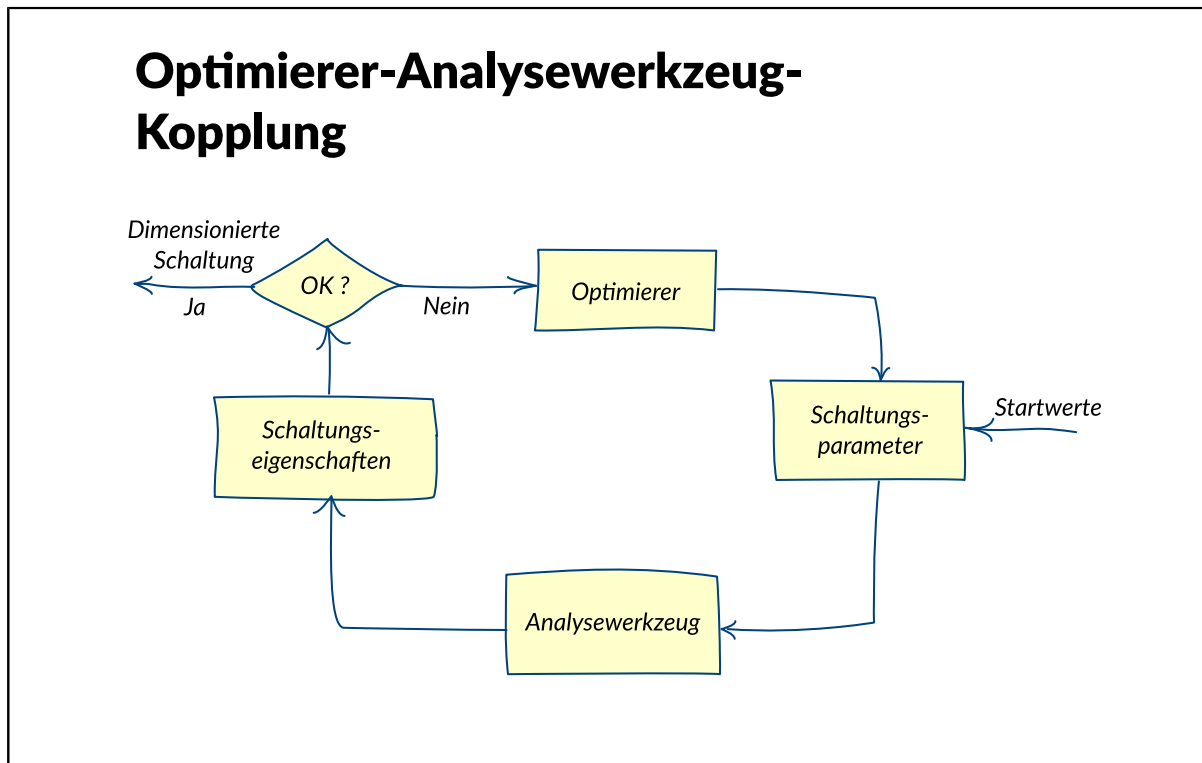 Optimierer-Analysewerkzeug-
Kopplung
Dimensionierte
Schaltung
Ja
OK ?
Nein
Optimierer
Schaltungs-
parameter
Startwerte
Schaltungs-
eigenschaften
Analysewerkzeug